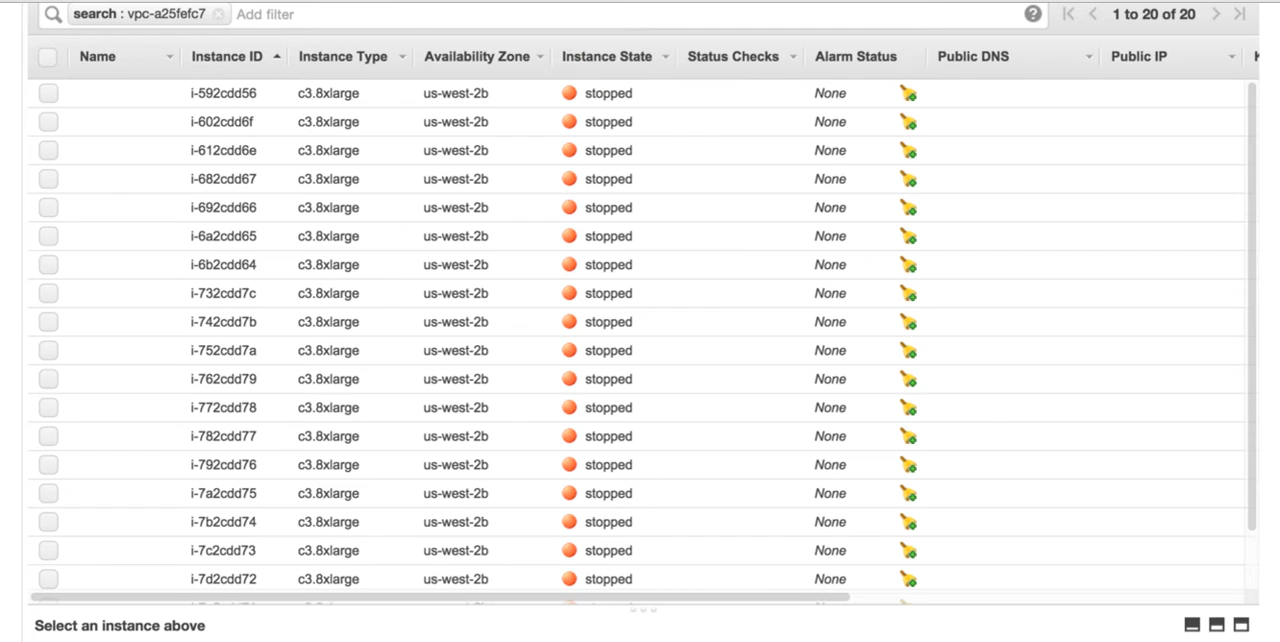 search : vpc-a25fefc7 Add filter 1 to 20 of 20
Name Instance ID Instance Type Availability Zone Instance State Status Checks Alarm Status Public DNS Public IP
i-592cdd56 c3.8xlarge us-west-2b stopped None
i-602cdd6f c3.8xlarge us-west-2b stopped None
i-612cdd6e c3.8xlarge us-west-2b stopped None
i-682cdd67 c3.8xlarge us-west-2b stopped None
i-692cdd66 c3.8xlarge us-west-2b stopped None
i-6a2cdd65 c3.8xlarge us-west-2b stopped None
i-6b2cdd64 c3.8xlarge us-west-2b stopped None
i-732cdd7c c3.8xlarge us-west-2b stopped None
i-742cdd7b c3.8xlarge us-west-2b stopped None
i-752cdd7a c3.8xlarge us-west-2b stopped None
i-762cdd79 c3.8xlarge us-west-2b stopped None
i-772cdd78 c3.8xlarge us-west-2b stopped None
i-782cdd77 c3.8xlarge us-west-2b stopped None
i-792cdd76 c3.8xlarge us-west-2b stopped None
i-7a2cdd75 c3.8xlarge us-west-2b stopped None
i-7b2cdd74 c3.8xlarge us-west-2b stopped None
i-7c2cdd73 c3.8xlarge us-west-2b stopped None
i-7d2cdd72 c3.8xlarge us-west-2b stopped None
Select an instance above